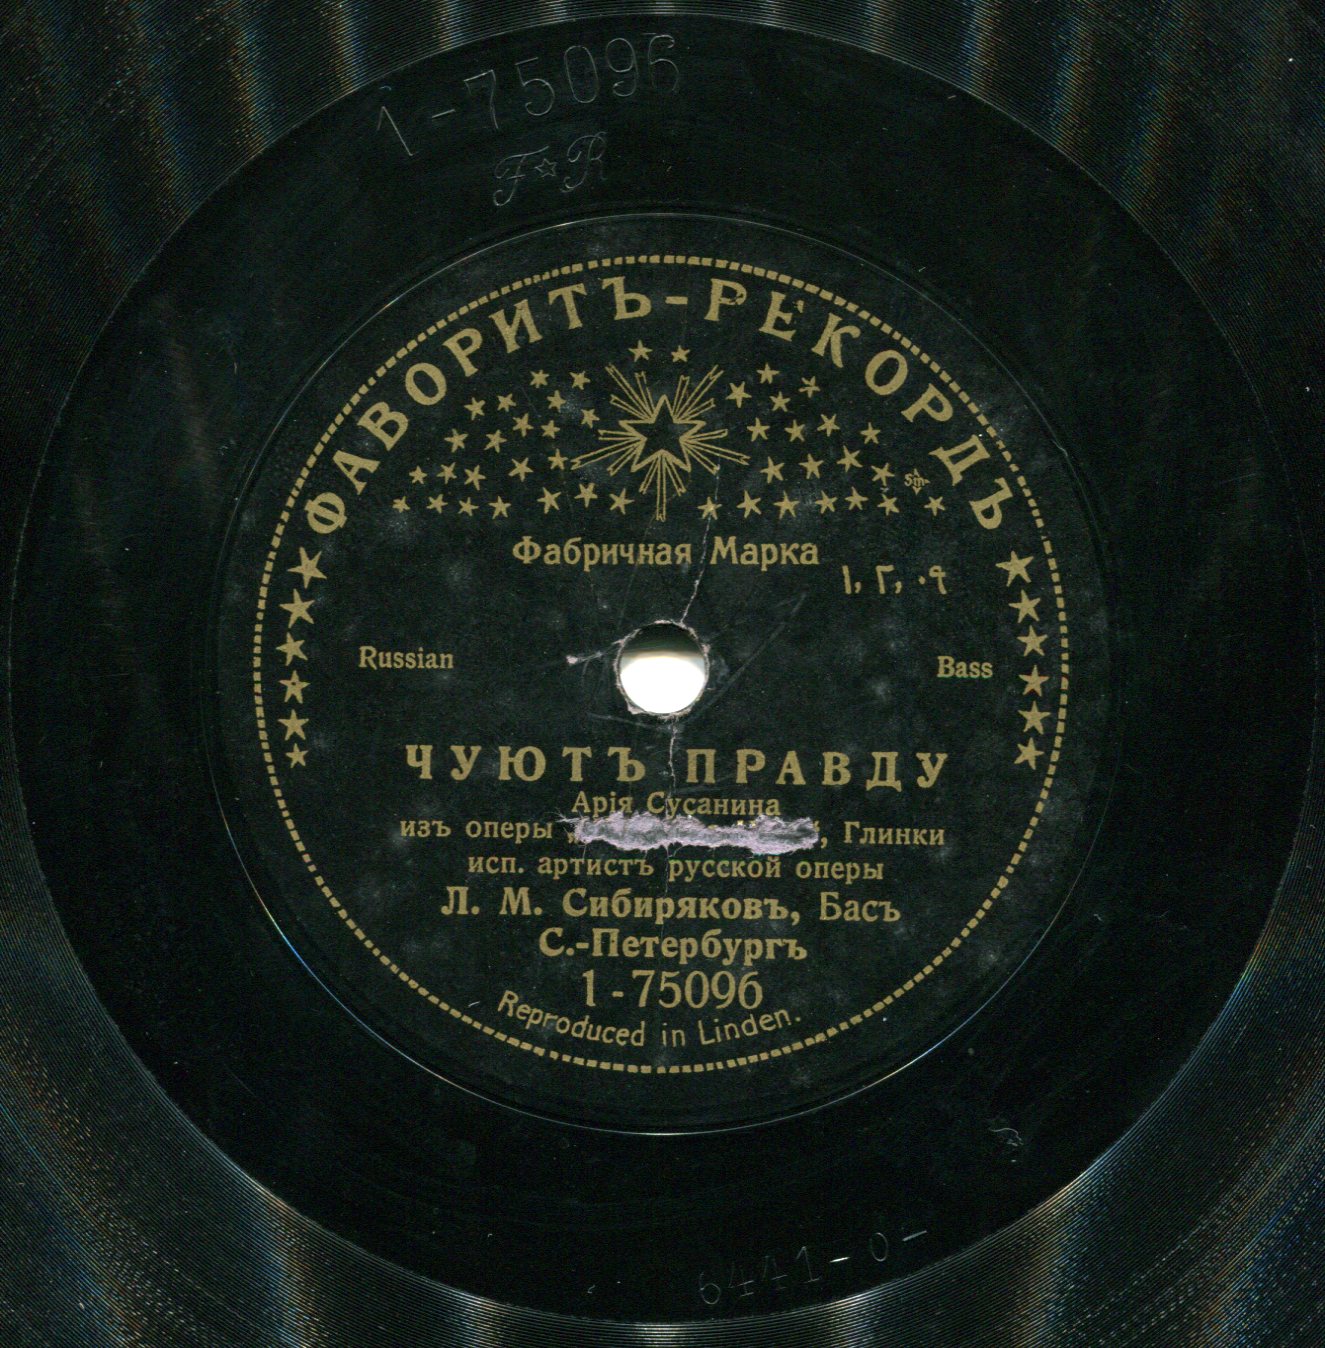 1-75096
F☆R
ФАВОРИТЪ-РЕКОРДЪ
Фабричная Марка
Russian
Bass
ЧУЮТЪ ПРАВДУ
Арія Сусанина
изъ оперы „ “, Глинки
исп. артистъ русской оперы
Л. М. Сибиряковъ, Басъ
С.-Петербургъ
1-75096
Reproduced in Linden.
6441-o-